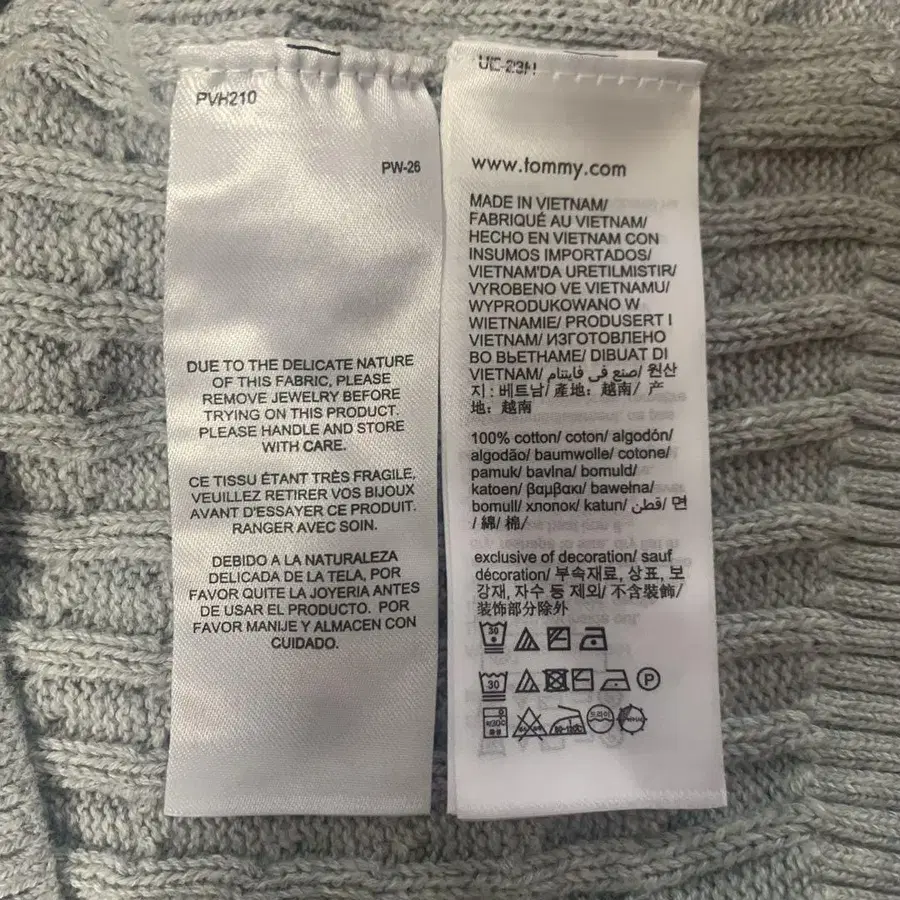 PVH210
PW-26
DUE TO THE DELICATE NATURE
OF THIS FABRIC, PLEASE
REMOVE JEWELRY BEFORE
TRYING ON THIS PRODUCT.
PLEASE HANDLE AND STORE
WITH CARE.
CE TISSU ÉTANT TRÈS FRAGILE,
VEUILLEZ RETIRER VOS BIJOUX
AVANT D'ESSAYER CE PRODUIT.
RANGER AVEC SOIN.
DEBIDO A LA NATURALEZA
DELICADA DE LA TELA, POR
FAVOR QUITE LA JOYERIA ANTES
DE USAR EL PRODUCTO. POR
FAVOR MANIJE Y ALMACEN CON
CUIDADO.
www.tommy.com
MADE IN VIETNAM/
FABRIQUÉ AU VIETNAM/
HECHO EN VIETNAM CON
INSUMOS IMPORTADOS/
VIETNAM'DA URETILMISTIR/
VYROBENO VE VIETNAMU/
WYPRODUKOWANO W
WIETNAMIE/ PRODUSERT I
VIETNAM/ ИЗГОТОВЛЕНО
ВО ВЬЕТНАМЕ/ DIBUAT DI
VIETNAM/ صنع في فايتنام/ 원산
지 : 베트남/ 產地：越南/ 产
地：越南
100% cotton/ coton/ algodón/
algodão/ baumwolle/ cotone/
pamuk/ bavlna/ bomuld/
katoen/ βαμβακι/ bawełna/
bomull/ хлопок/ katun/ قطن/ 면
/ 綿/ 棉/
exclusive of decoration/ sauf
décoration/ 부속재료, 상표, 보
강재, 자수 등 제외/ 不含裝飾/
装饰部分除外
30
30 P